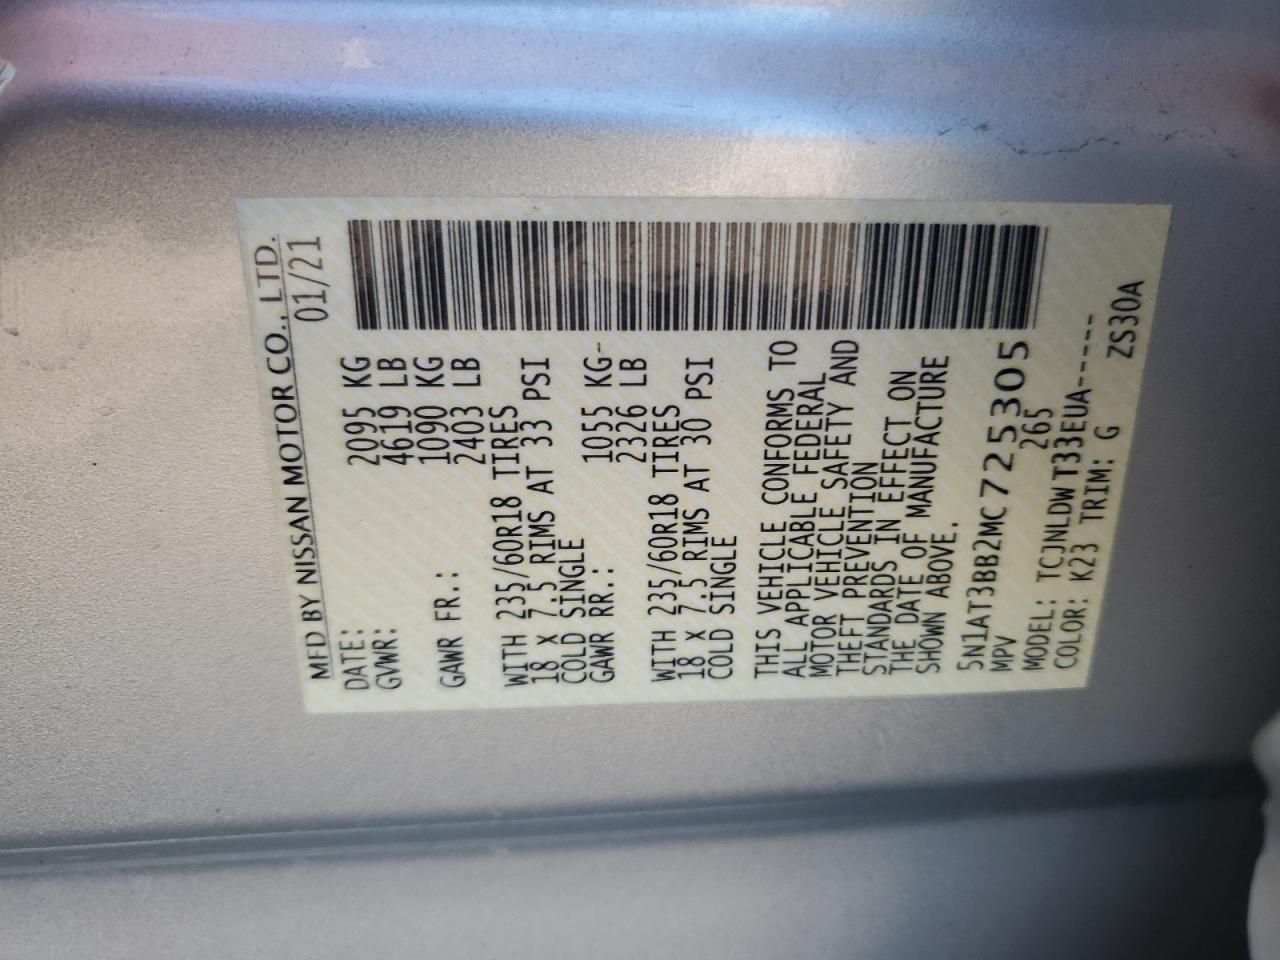 MFD BY NISSAN MOTOR CO., LTD.
DATE: 01/21
GVWR: 2095 KG
4619 LB
GAWR FR.: 1090 KG
2403 LB
WITH 235/60R18 TIRES
18 X 7.5 RIMS AT 33 PSI
COLD SINGLE
GAWR RR.: 1055 KG-
2326 LB
WITH 235/60R18 TIRES
18 X 7.5 RIMS AT 30 PSI
COLD SINGLE
THIS VEHICLE CONFORMS TO
ALL APPLICABLE FEDERAL
MOTOR VEHICLE SAFETY AND
THEFT PREVENTION
STANDARDS IN EFFECT ON
THE DATE OF MANUFACTURE
SHOWN ABOVE.
5N1AT3BB2MC725305
MPV 265
MODEL: TCJNLDWT33EUA-----
COLOR: K23 TRIM: G ZS30A